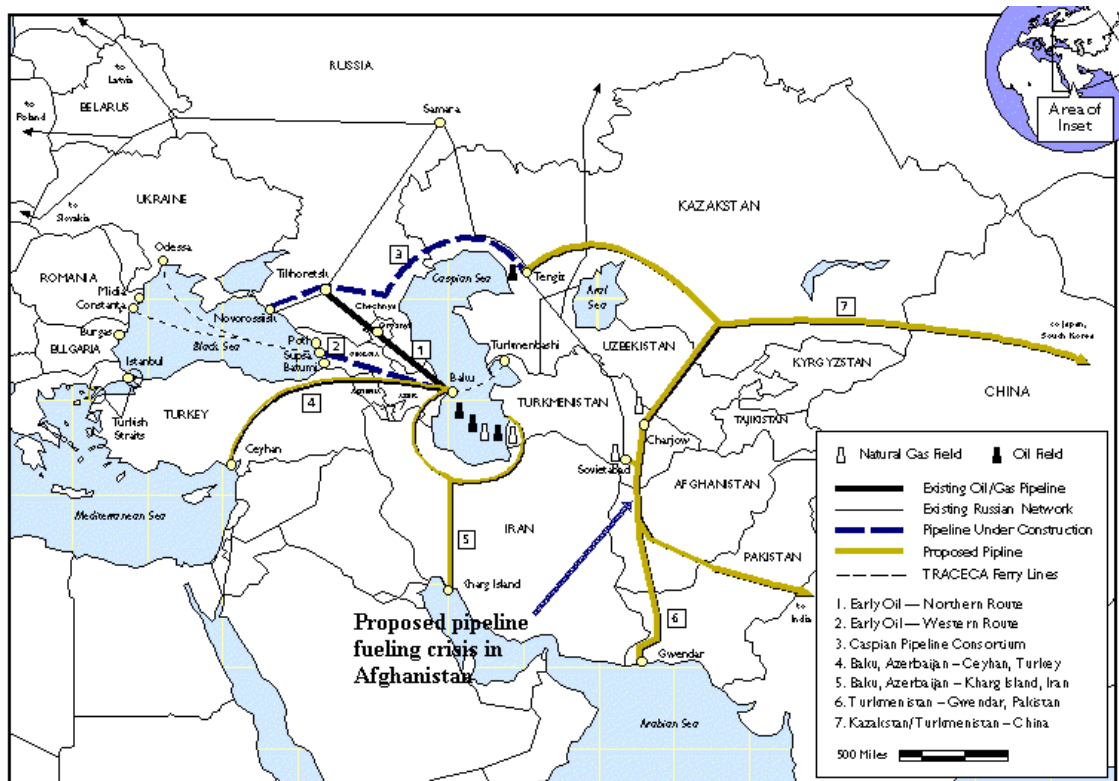 RUSSIA
to
Latvia
BELARUS
to
Poland
Samara
Area of
Inset
UKRAINE
to
Slovakia
KAZAKSTAN
Odessa
ROMANIA
Midia
Constanta
Tilhoretsk
3
Caspian Sea
Tengiz
Aral
Sea
7
Novorossisk
Chechnya
Grozny
Burgas
BULGARIA
Black Sea
Poti
Supsa
Batumi
2
1
Turkmenbashi
UZBEKISTAN
KYRGYZSTAN
to Japan,
South Korea
Istanbul
Baku
TURKMENISTAN
CHINA
TURKEY
4
TAJIKISTAN
Turkish
Straits
Charjow
Ceyhan
Sovietabad
AFGHANISTAN
Mediterranean Sea
IRAN
5
PAKISTAN
Kharg Island
to
India
6
Gwendar
Proposed pipeline
fueling crisis in
Afghanistan
Arabian Sea
Natural Gas Field
Oil Field
Existing Oil/Gas Pipeline
Existing Russian Network
Pipeline Under Construction
Proposed Pipline
TRACECA Ferry Lines
1. Early Oil — Northern Route
2. Early Oil — Western Route
3. Caspian Pipeline Consortium
4. Baku, Azerbaijan – Ceyhan, Turkey
5. Baku, Azerbaijan – Kharg Island, Iran
6. Turkmenistan – Gwendar, Pakistan
7. Kazakstan/Turkmenistan – China
500 Miles